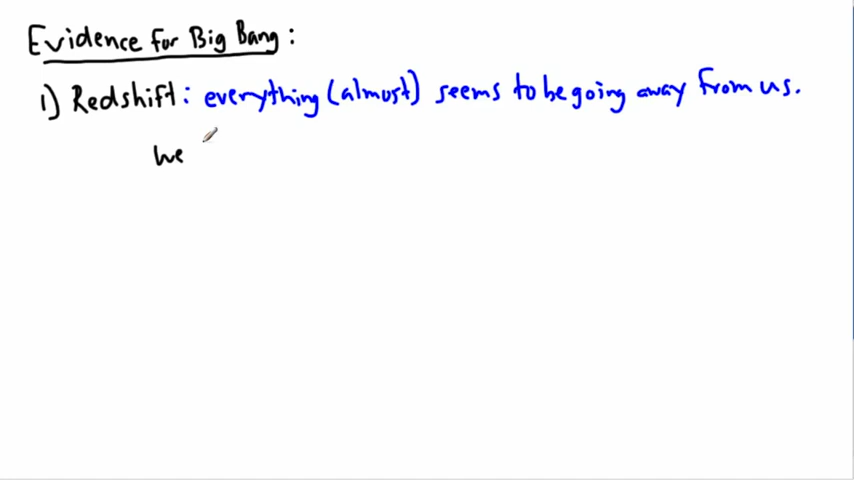 Evidence for Big Bang:
1) Redshift: everything (almost) seems to be going away from us.
we